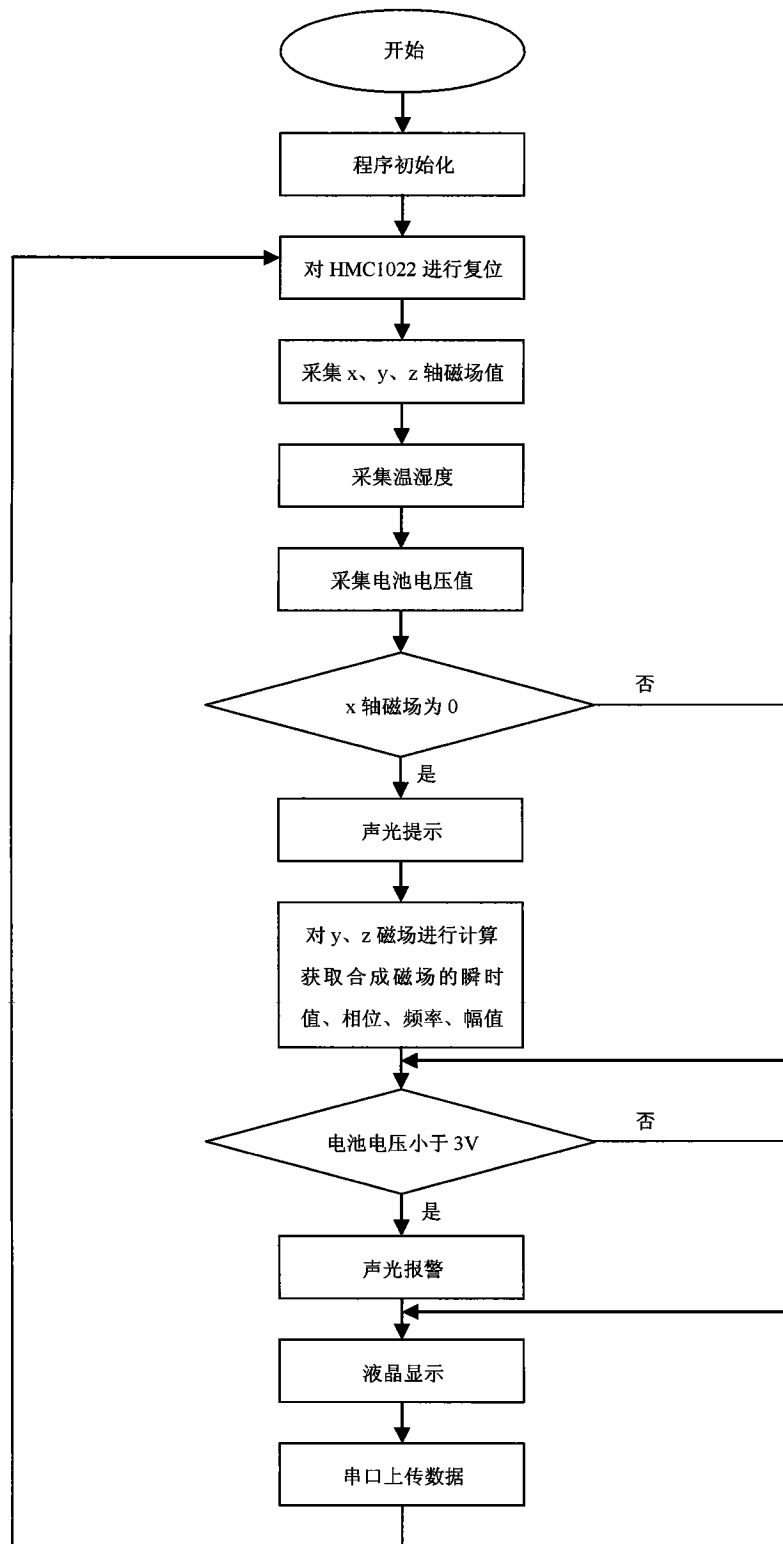 开始
程序初始化
对 HMC1022 进行复位
采集 x、y、z 轴磁场值
采集温湿度
采集电池电压值
x 轴磁场为 0
否
是
声光提示
对 y、z 磁场进行计算
获取合成磁场的瞬时
值、相位、频率、幅值
电池电压小于 3V
否
是
声光报警
液晶显示
串口上传数据